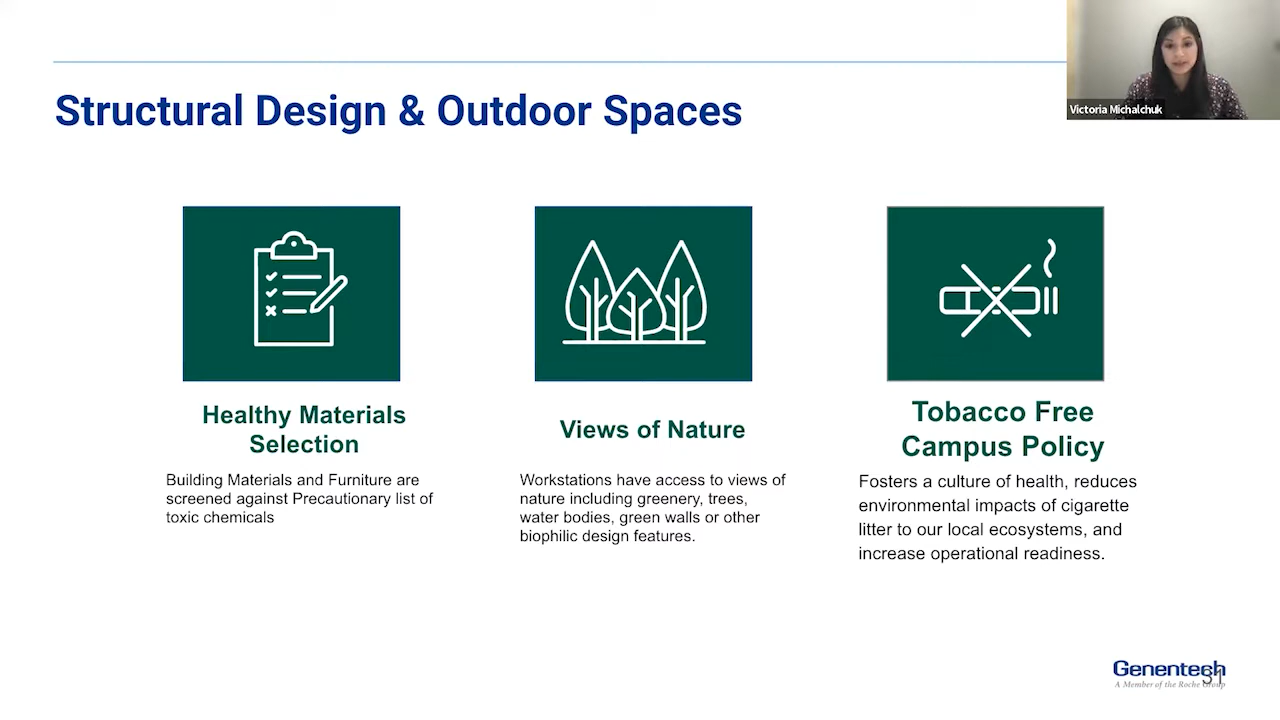 Victoria Michalchuk
Structural Design & Outdoor Spaces
Healthy Materials
Selection
Building Materials and Furniture are
screened against Precautionary list of
toxic chemicals
Views of Nature
Workstations have access to views of
nature including greenery, trees,
water bodies, green walls or other
biophilic design features.
Tobacco Free
Campus Policy
Fosters a culture of health, reduces
environmental impacts of cigarette
litter to our local ecosystems, and
increase operational readiness.
Genentech
A Member of the Roche Group
31